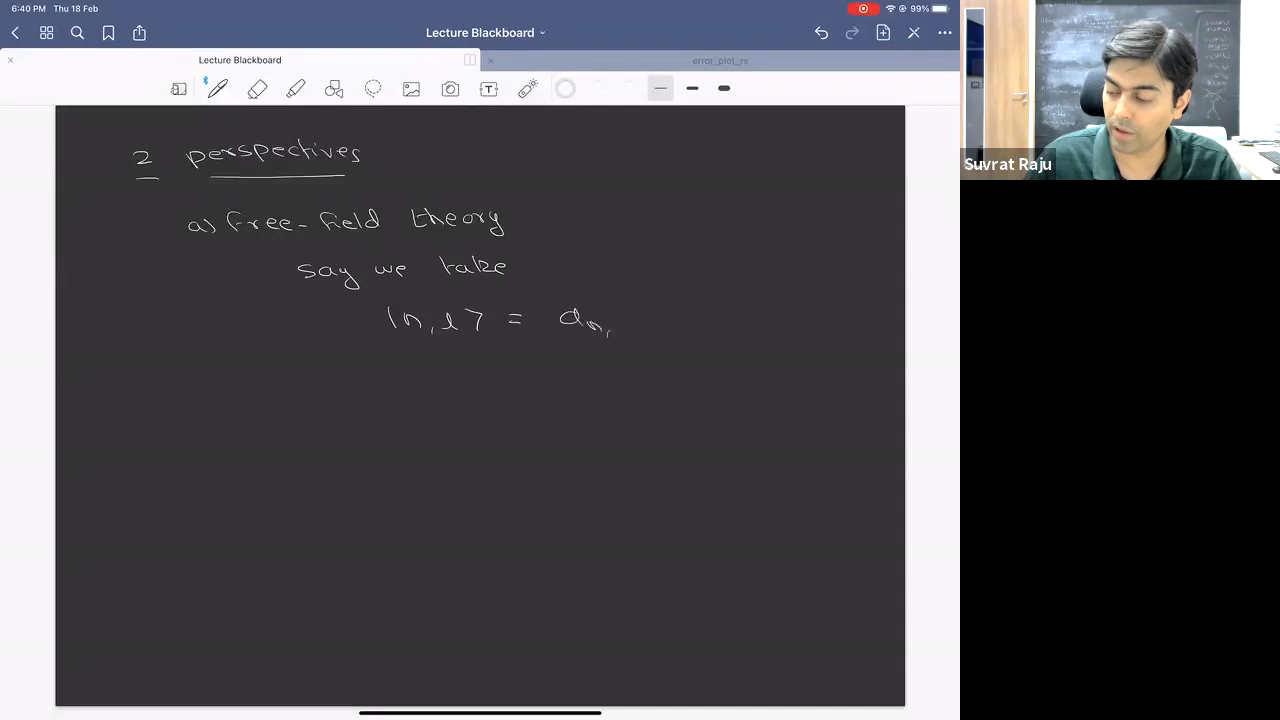 6:40 PM Thu 18 Feb
99%
Lecture Blackboard
Lecture Blackboard
error_plot_rs
Suvrat Raju
2 perspectives
a) Free-field theory
say we take
|n,l> = a_n,